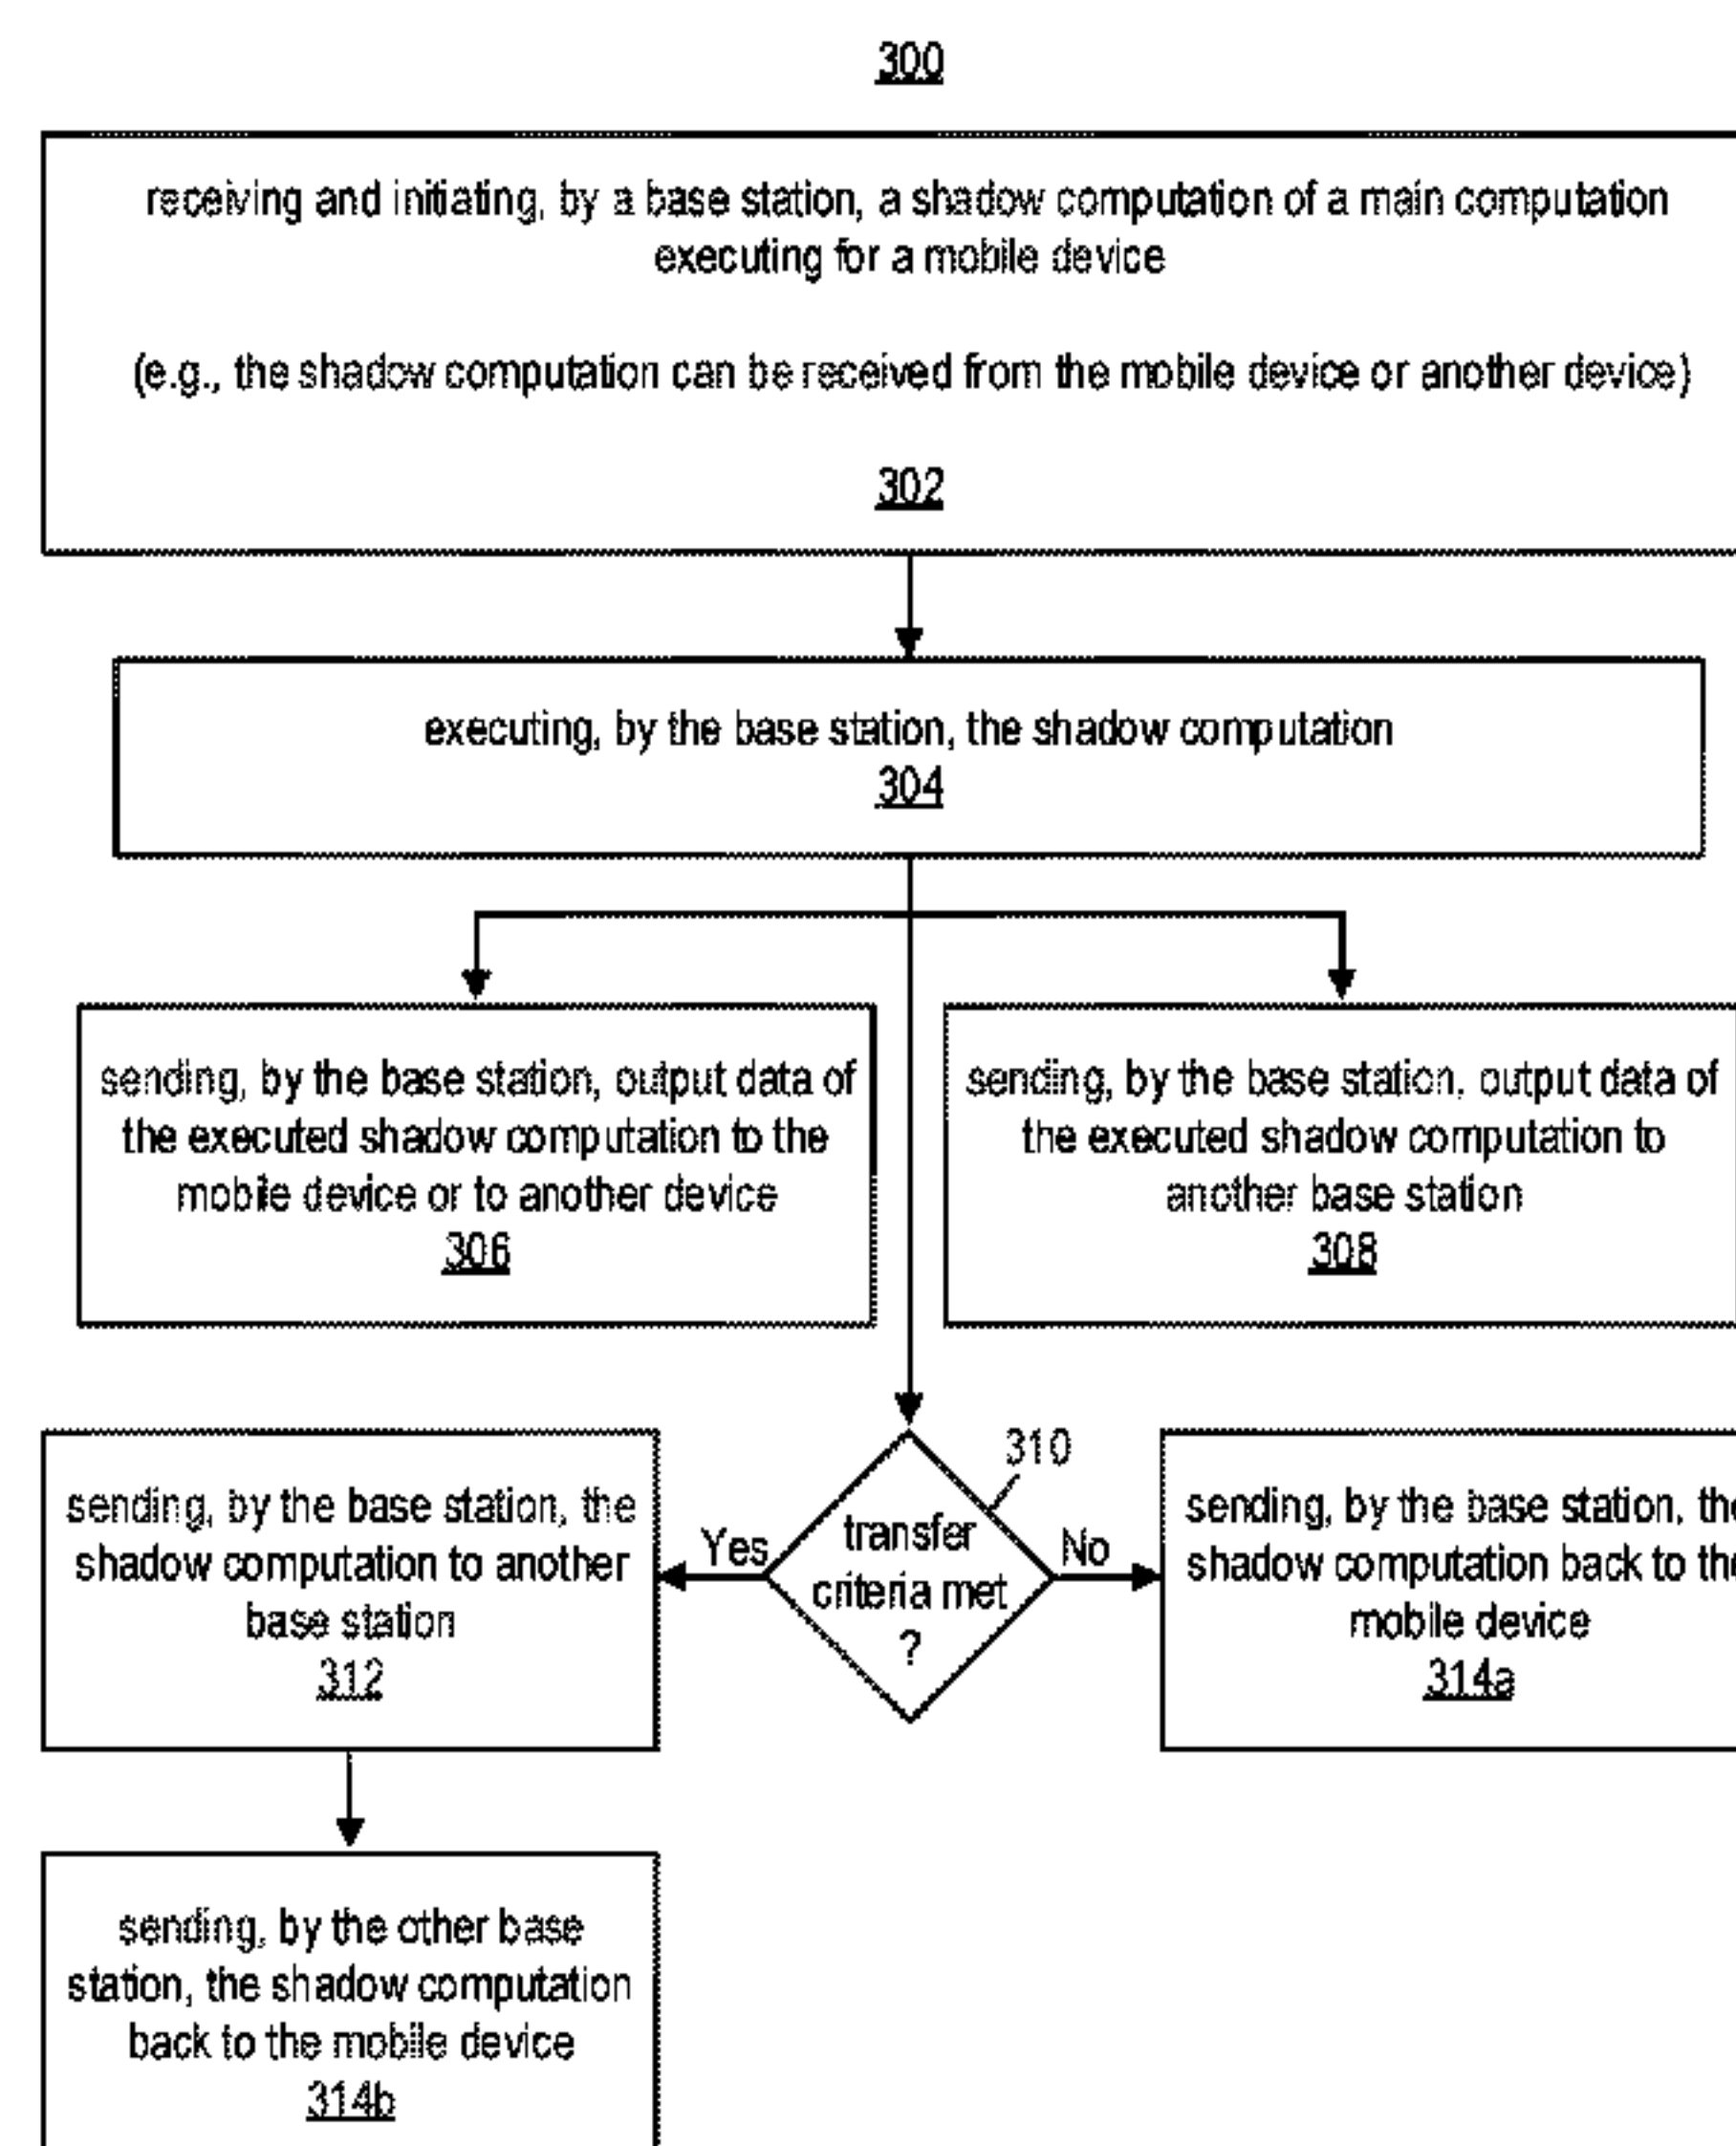 300
receiving and initiating, by a base station, a shadow computation of a main computation
executing for a mobile device
(e.g., the shadow computation can be received from the mobile device or another device)
302
executing, by the base station, the shadow computation
304
sending, by the base station, output data of
the executed shadow computation to the
mobile device or to another device
306
sending, by the base station, output data of
the executed shadow computation to
another base station
308
310
transfer
criteria met
?
Yes
No
sending, by the base station, the
shadow computation to another
base station
312
sending, by the base station, the
shadow computation back to the
mobile device
314a
sending, by the other base
station, the shadow computation
back to the mobile device
314b